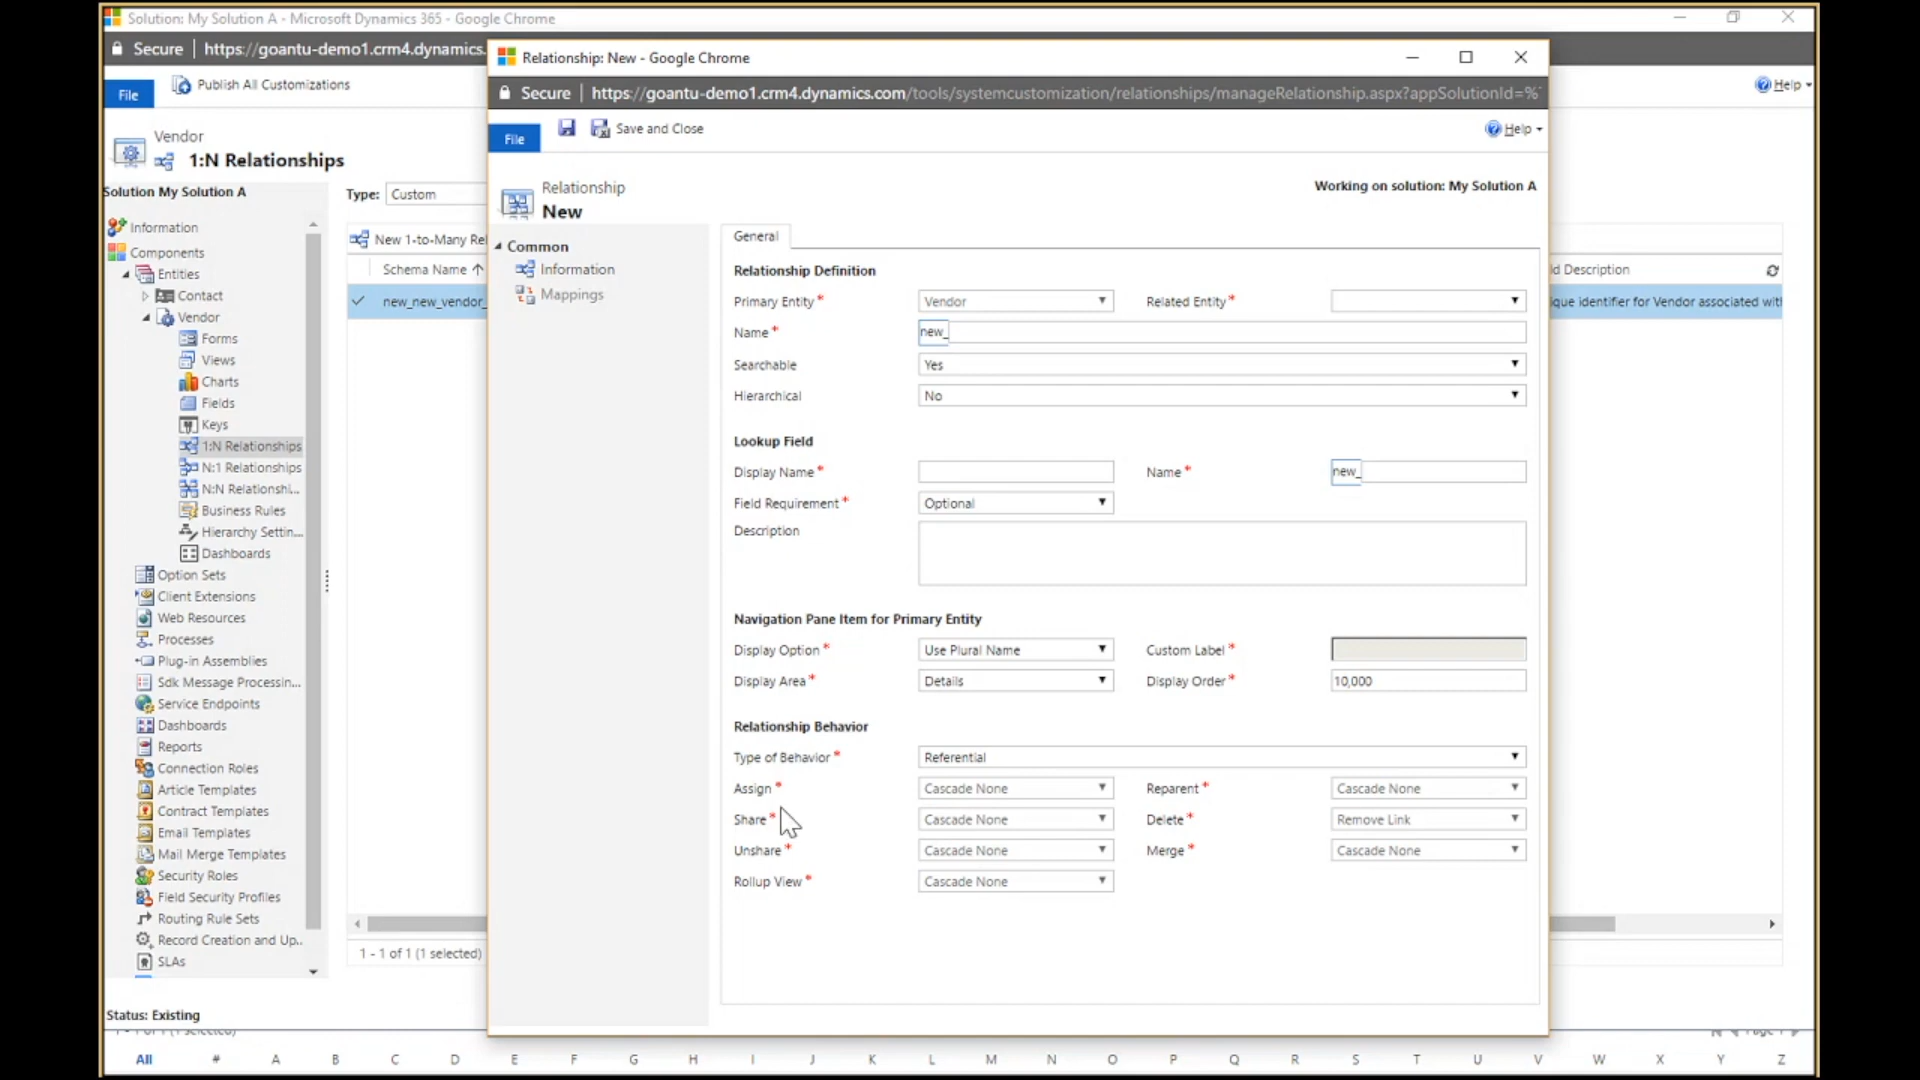 Solution: My Solution A - Microsoft Dynamics 365 - Google Chrome
Secure | https://goantu-demo1.crm4.dynamics.
File Publish All Customizations Help
Vendor
1:N Relationships
Solution My Solution A
Information
Components
Entities
Contact
Vendor
Forms
Views
Charts
Fields
Keys
1:N Relationships
N:1 Relationships
N:N Relationshi...
Business Rules
Hierarchy Settin...
Dashboards
Option Sets
Client Extensions
Web Resources
Processes
Plug-in Assemblies
Sdk Message Processin...
Service Endpoints
Dashboards
Reports
Connection Roles
Article Templates
Contract Templates
Email Templates
Mail Merge Templates
Security Roles
Field Security Profiles
Routing Rule Sets
Record Creation and Up...
SLAs
Status: Existing
Type: Custom
New 1-to-Many Rel
Schema Name
new_new_vendor_
1 - 1 of 1 (1 selected)
d Description
que identifier for Vendor associated with
Relationship: New - Google Chrome
Secure | https://goantu-demo1.crm4.dynamics.com/tools/systemcustomization/relationships/manageRelationship.aspx?appSolutionId=%
File Save and Close Help
Relationship
New
Working on solution: My Solution A
Common
Information
Mappings
General
Relationship Definition
Primary Entity* Vendor Related Entity*
Name* new_
Searchable Yes
Hierarchical No
Lookup Field
Display Name* Name* new_
Field Requirement* Optional
Description
Navigation Pane Item for Primary Entity
Display Option* Use Plural Name Custom Label*
Display Area* Details Display Order* 10,000
Relationship Behavior
Type of Behavior* Referential
Assign* Cascade None Reparent* Cascade None
Share* Cascade None Delete* Remove Link
Unshare* Cascade None Merge* Cascade None
Rollup View* Cascade None
All # A B C D E F G H I J K L M N O P Q R S T U V W X Y Z